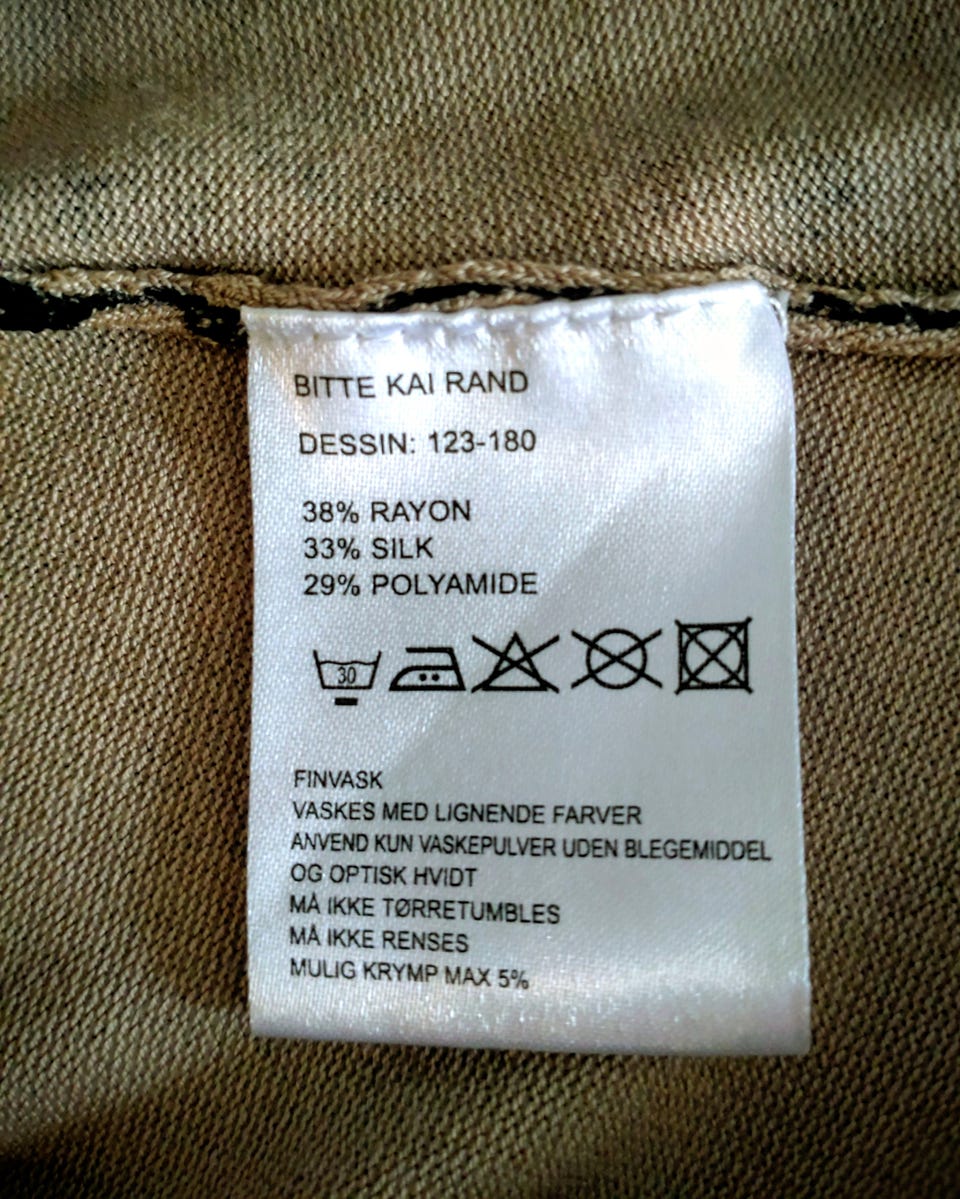 BITTE KAI RAND
DESSIN: 123-180
38% RAYON
33% SILK
29% POLYAMIDE
30
FINVASK
VASKES MED LIGNENDE FARVER
ANVEND KUN VASKEPULVER UDEN BLEGEMIDDEL
OG OPTISK HVIDT
MÅ IKKE TØRRETUMBLES
MÅ IKKE RENSES
MULIG KRYMP MAX 5%